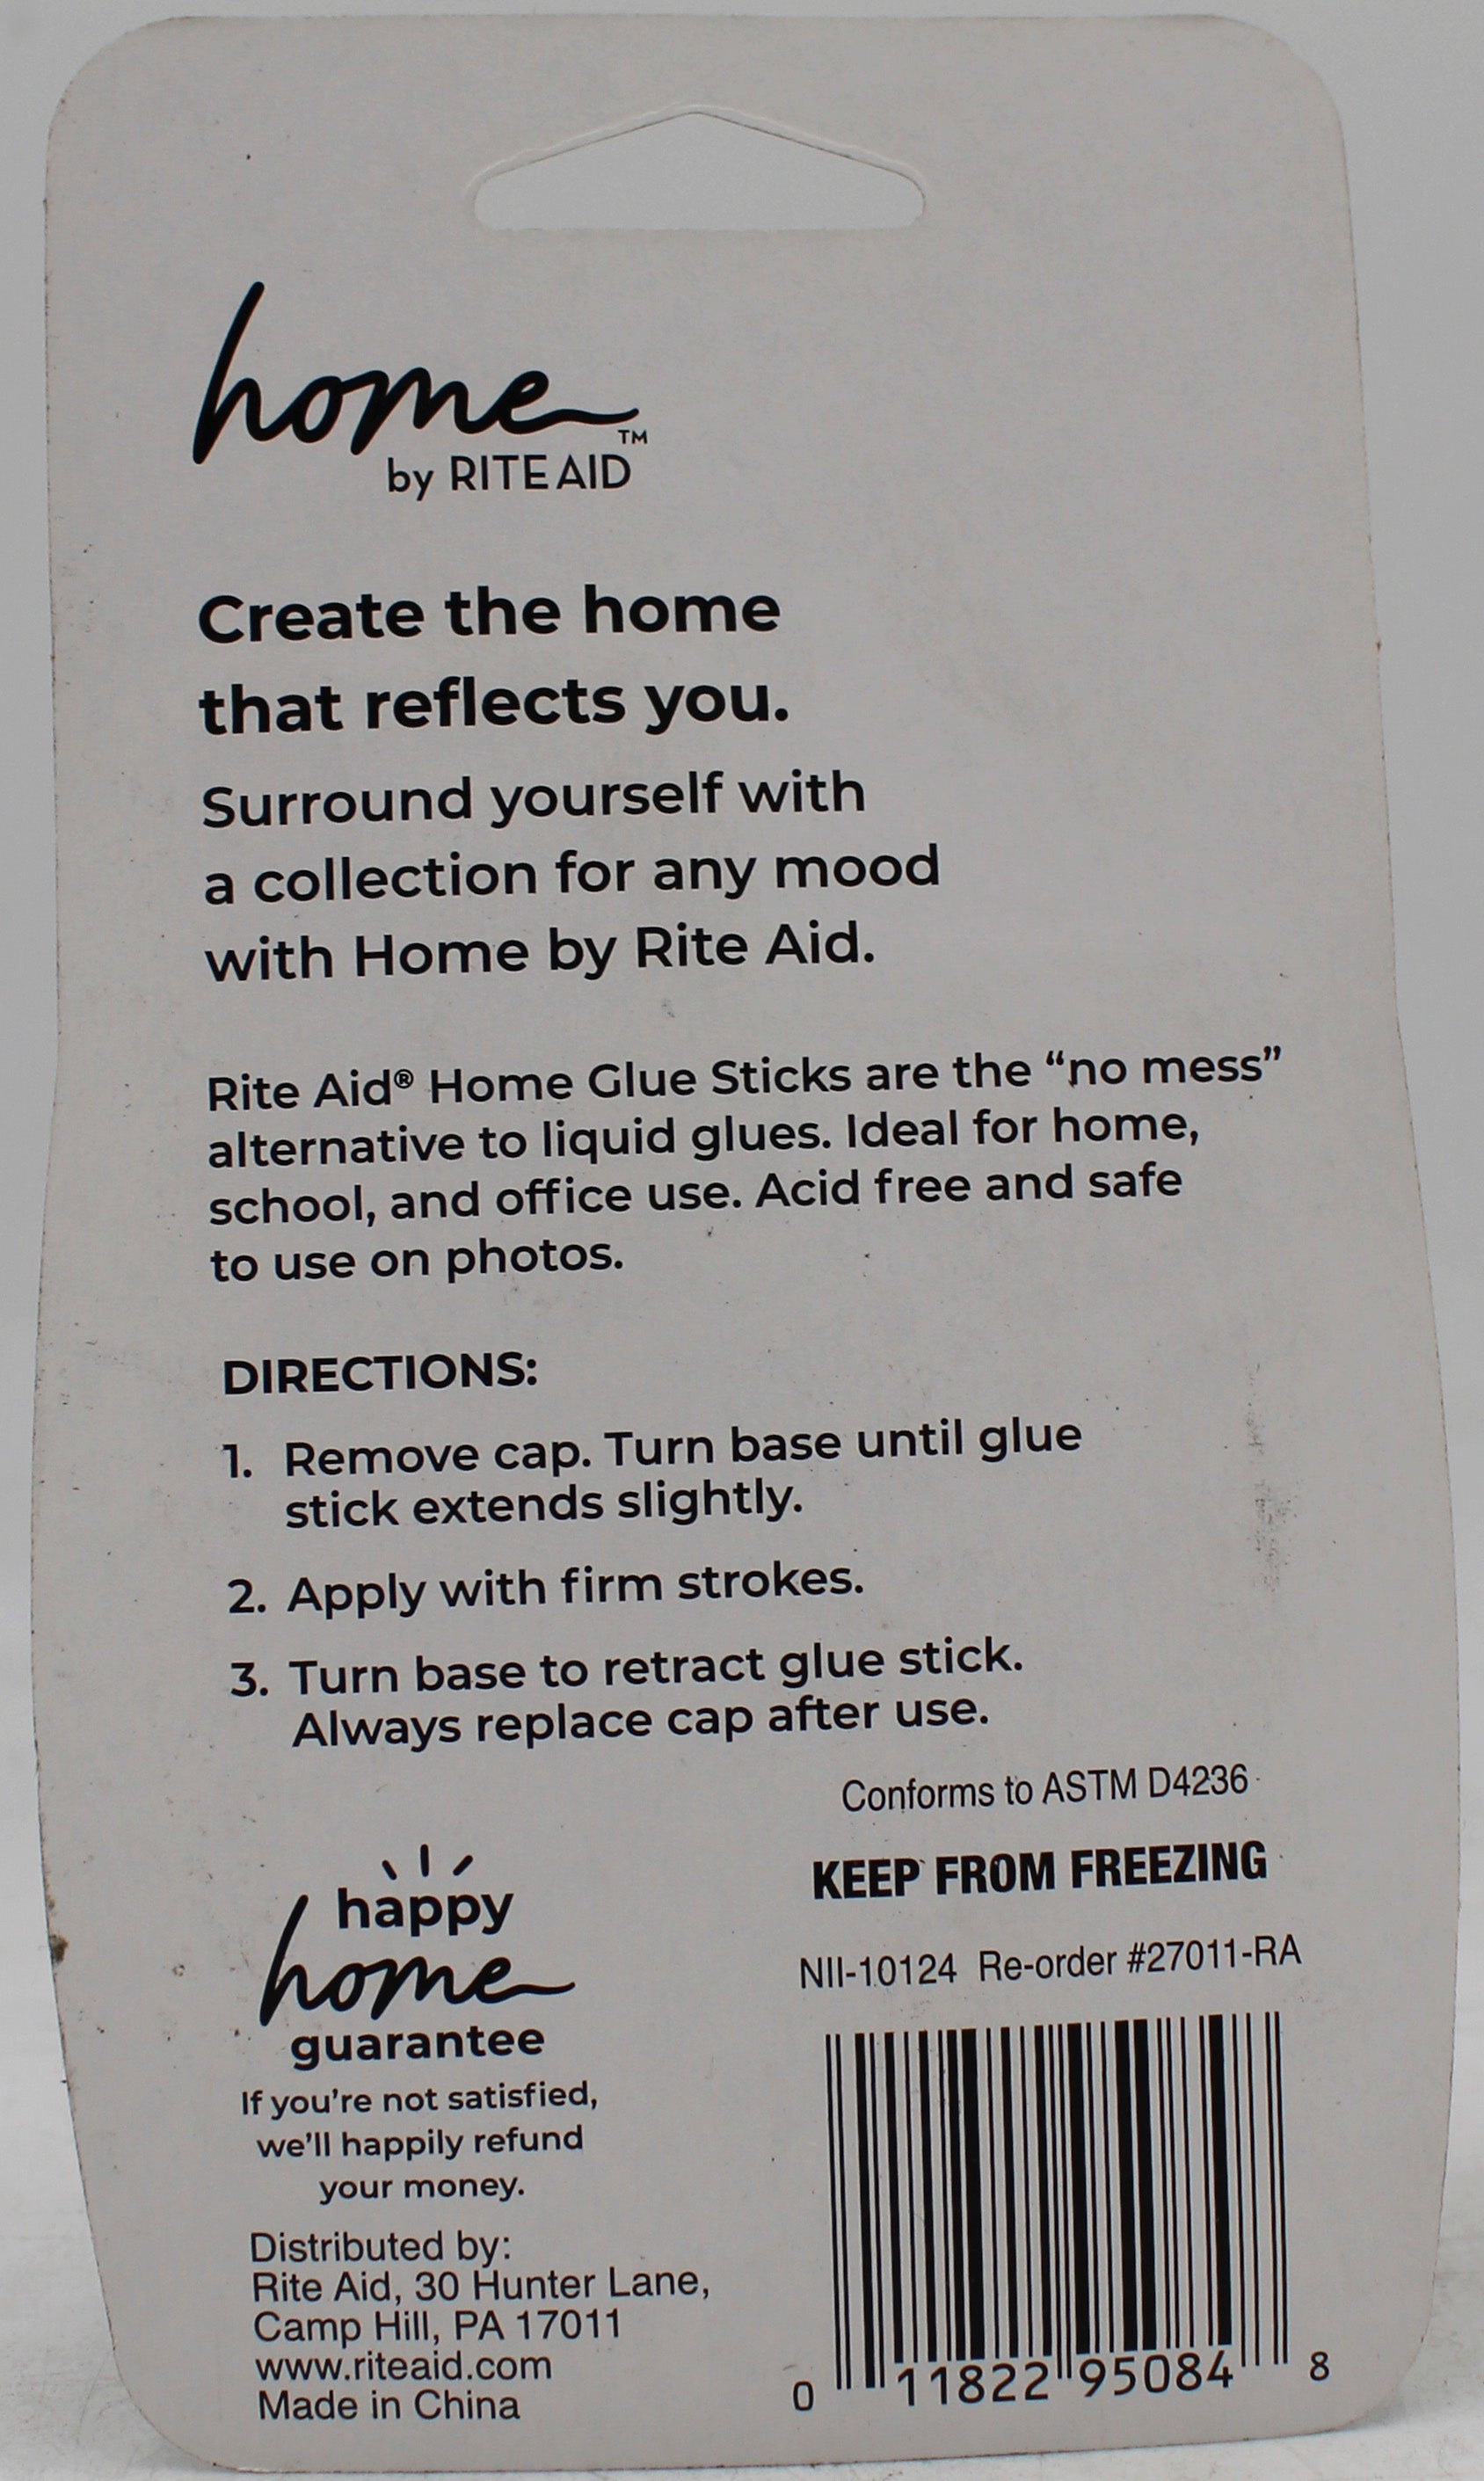 home™
by RITE AID
Create the home
that reflects you.
Surround yourself with
a collection for any mood
with Home by Rite Aid.
Rite Aid® Home Glue Sticks are the “no mess”
alternative to liquid glues. Ideal for home,
school, and office use. Acid free and safe
to use on photos.
DIRECTIONS:
1. Remove cap. Turn base until glue
stick extends slightly.
2. Apply with firm strokes.
3. Turn base to retract glue stick.
Always replace cap after use.
Conforms to ASTM D4236
KEEP FROM FREEZING
NII-10124 Re-order #27011-RA
happy
home
guarantee
If you’re not satisfied,
we’ll happily refund
your money.
Distributed by:
Rite Aid, 30 Hunter Lane,
Camp Hill, PA 17011
www.riteaid.com
Made in China
0 11822 95084 8